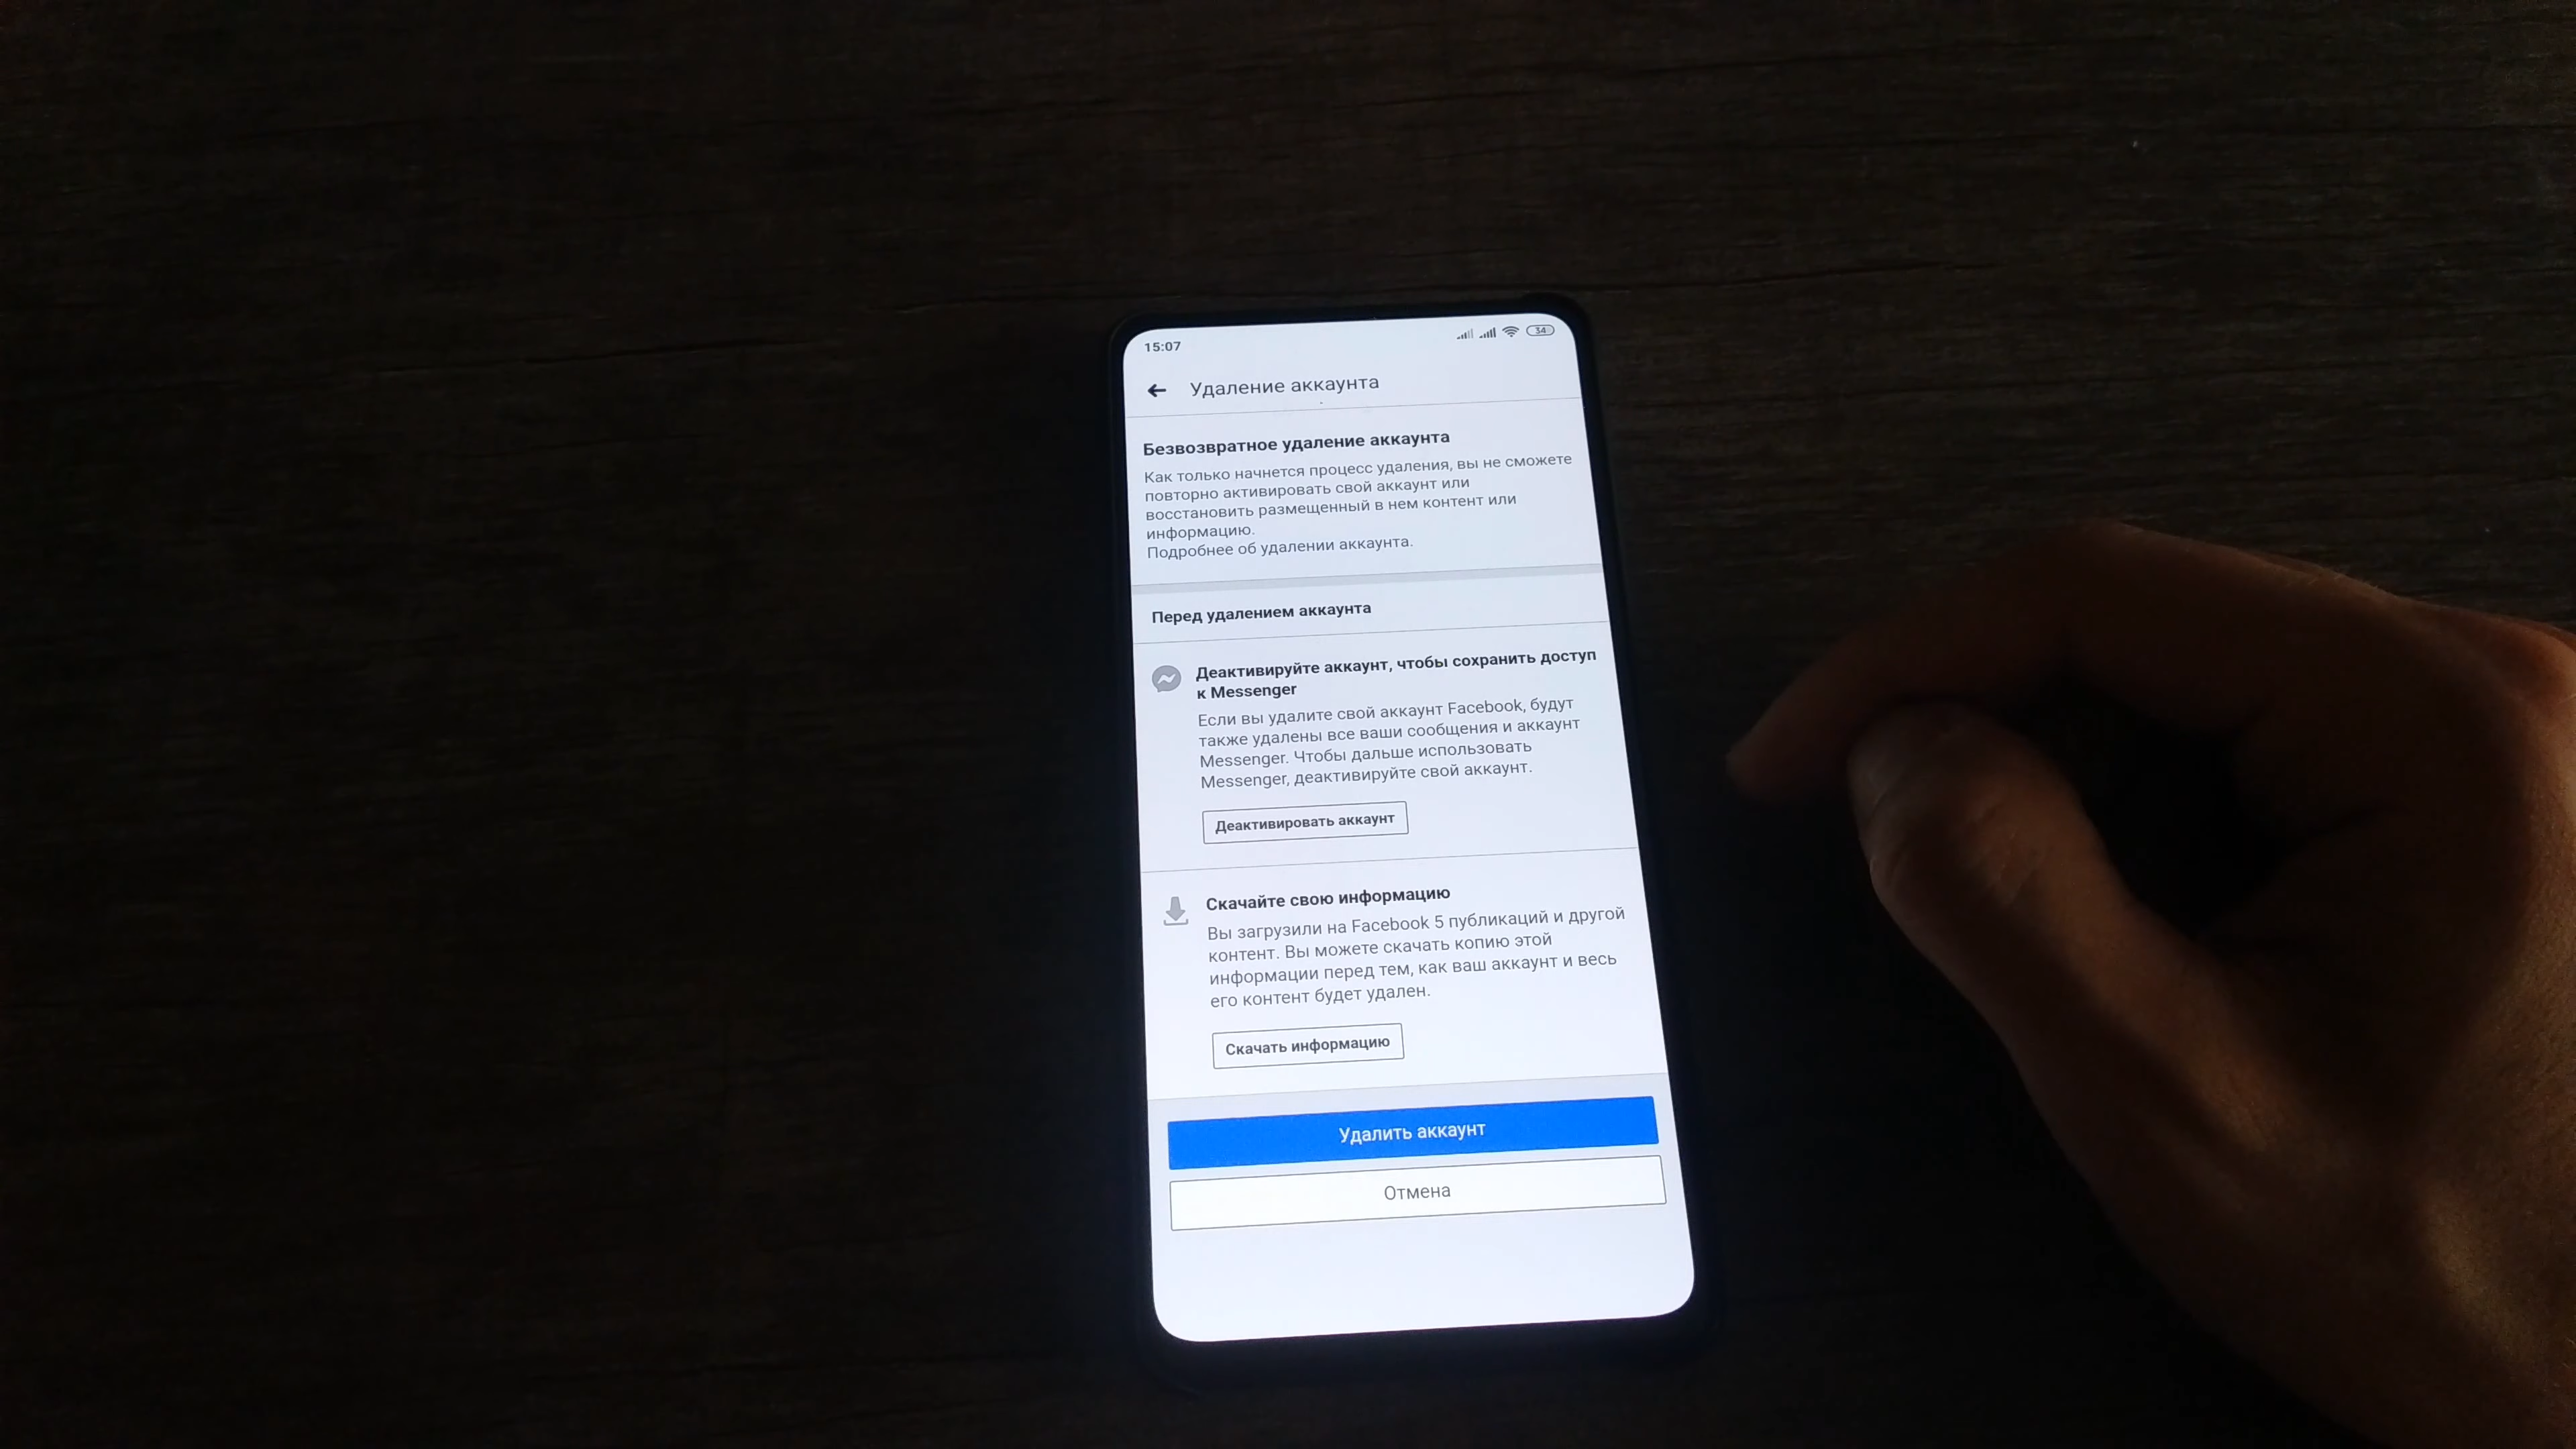 15:07
34
Удаление аккаунта
Безвозвратное удаление аккаунта
Как только начнется процесс удаления, вы не сможете
повторно активировать свой аккаунт или
восстановить размещенный в нем контент или
информацию.
Подробнее об удалении аккаунта.
Перед удалением аккаунта
Деактивируйте аккаунт, чтобы сохранить доступ
к Messenger
Если вы удалите свой аккаунт Facebook, будут
также удалены все ваши сообщения и аккаунт
Messenger. Чтобы дальше использовать
Messenger, деактивируйте свой аккаунт.
Деактивировать аккаунт
Скачайте свою информацию
Вы загрузили на Facebook 5 публикаций и другой
контент. Вы можете скачать копию этой
информации перед тем, как ваш аккаунт и весь
его контент будет удален.
Скачать информацию
Удалить аккаунт
Отмена